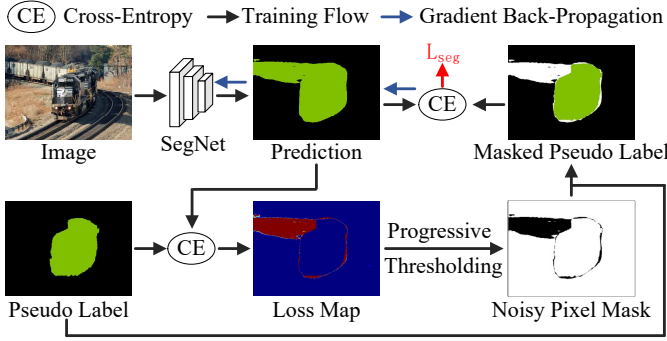 CE Cross-Entropy Training Flow Gradient Back-Propagation
L_seg
CE
Image SegNet Prediction Masked Pseudo Label
CE Progressive
Thresholding
Pseudo Label Loss Map Noisy Pixel Mask